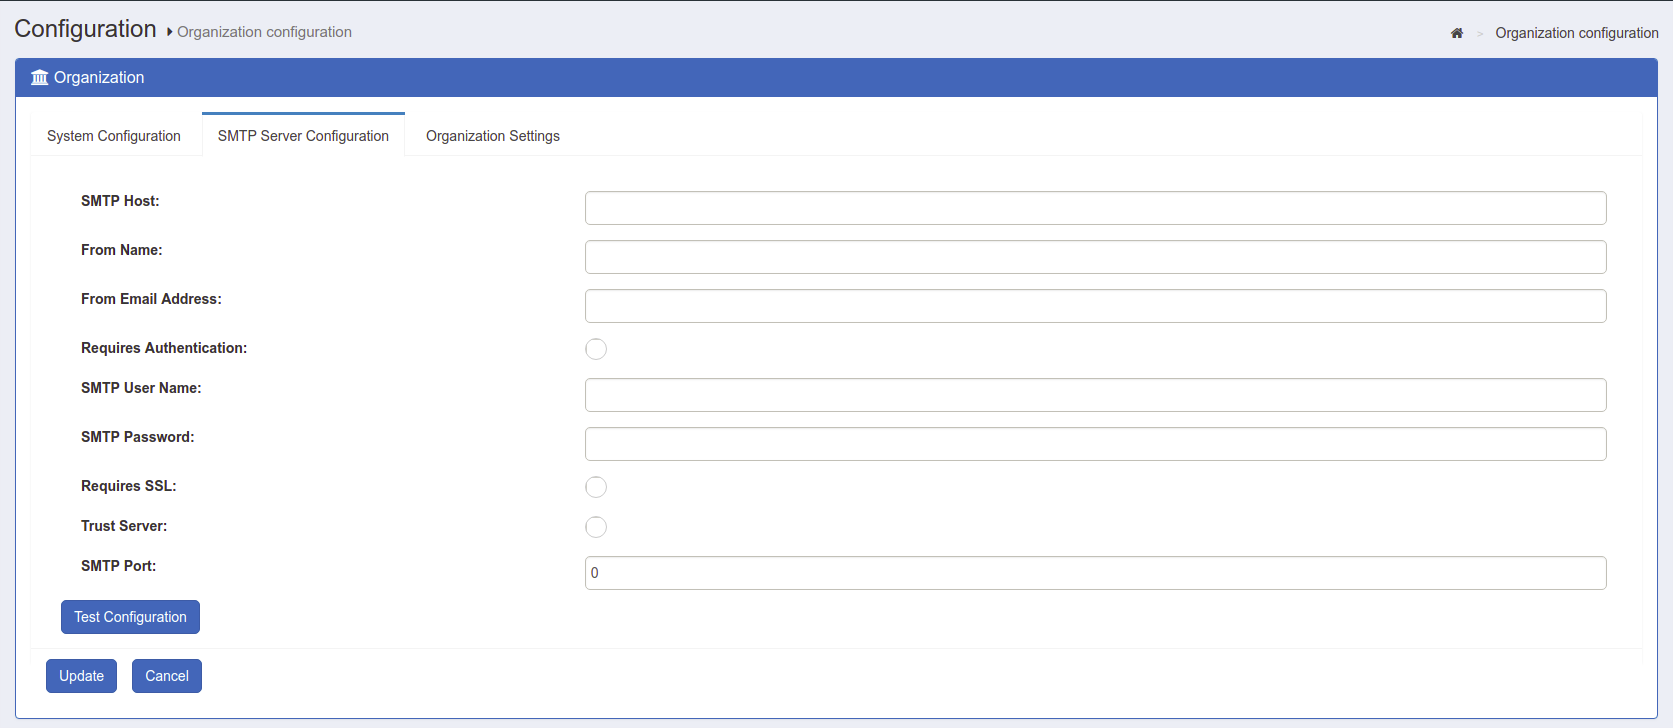 Configuration Organization configuration
> Organization configuration
Organization
System Configuration SMTP Server Configuration Organization Settings
SMTP Host:
From Name:
From Email Address:
Requires Authentication:
SMTP User Name:
SMTP Password:
Requires SSL:
Trust Server:
SMTP Port: 0
Test Configuration
Update Cancel